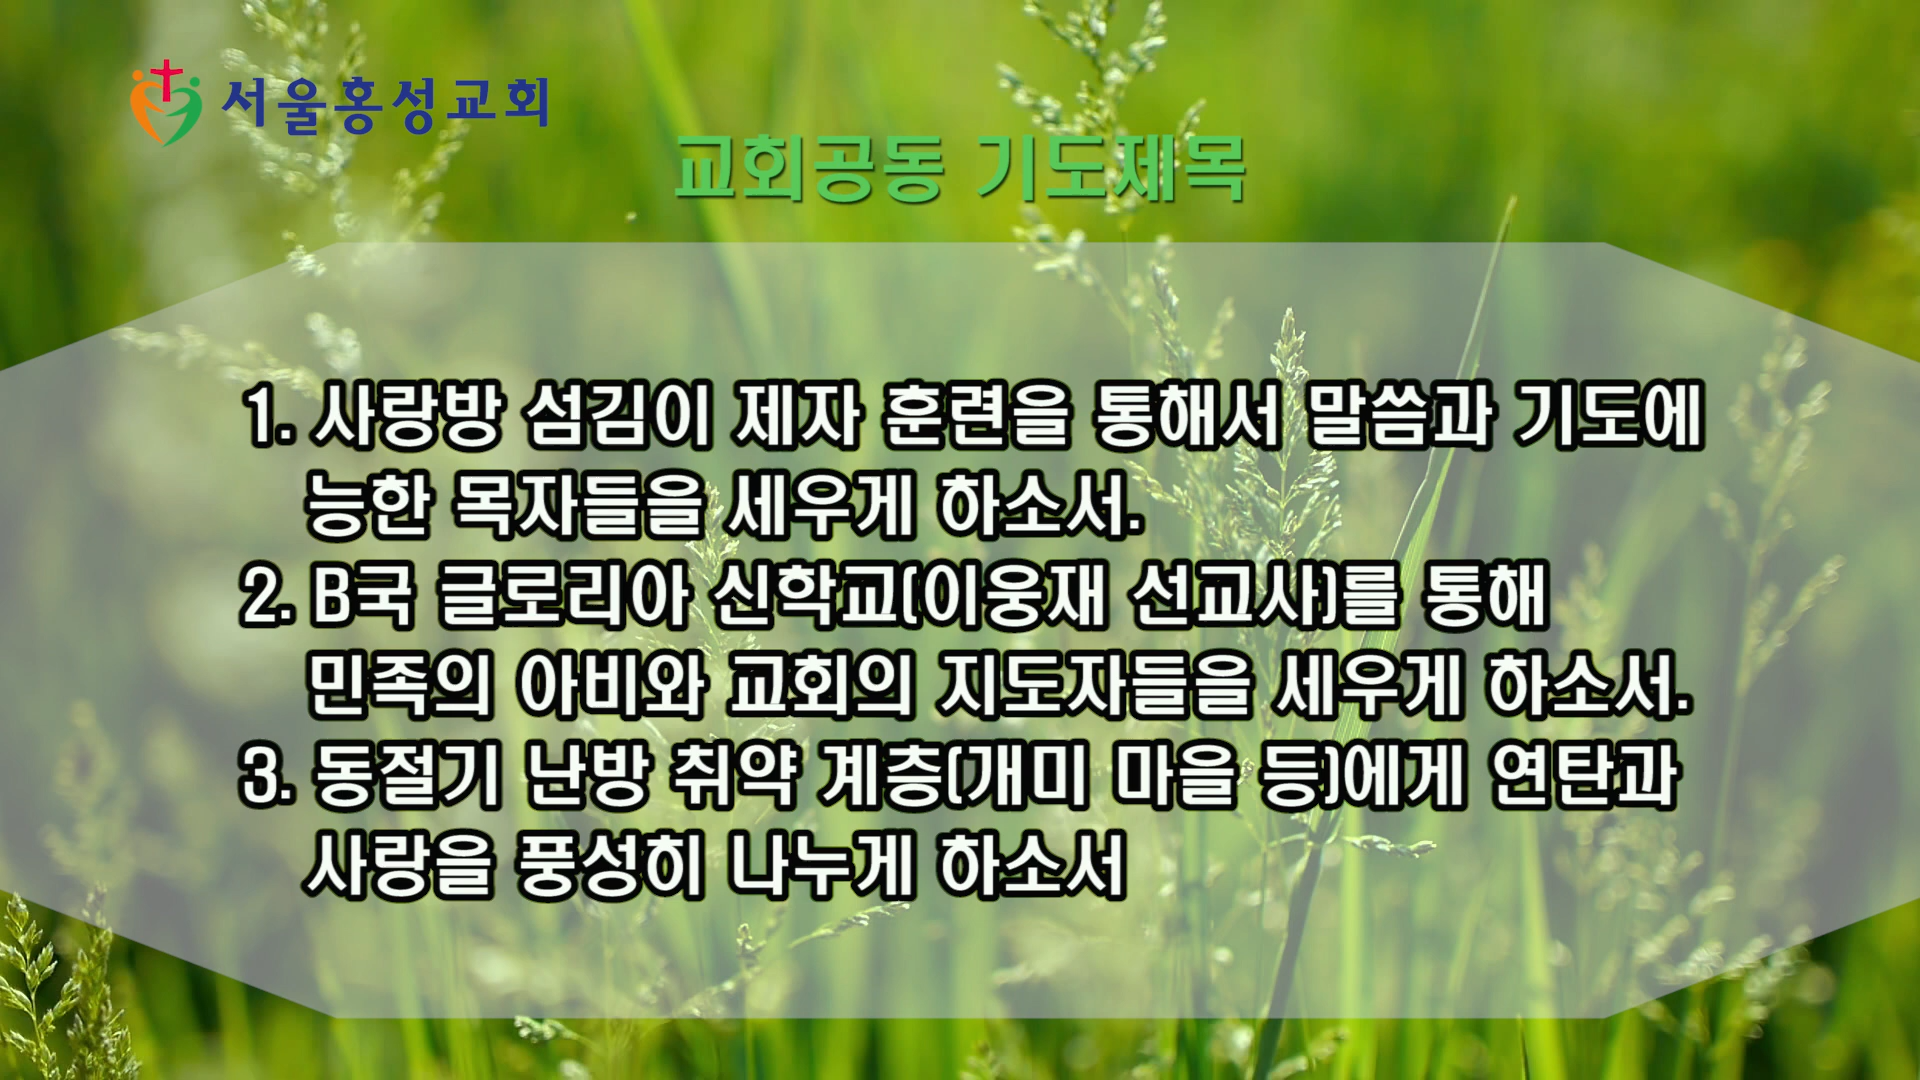 서울홍성교회
교회공동 기도제목
1. 사랑방 섬김이 제자 훈련을 통해서 말씀과 기도에
능한 목자들을 세우게 하소서.
2. B국 글로리아 신학교(이웅재 선교사)를 통해
민족의 아비와 교회의 지도자들을 세우게 하소서.
3. 동절기 난방 취약 계층(개미 마을 등)에게 연탄과
사랑을 풍성히 나누게 하소서